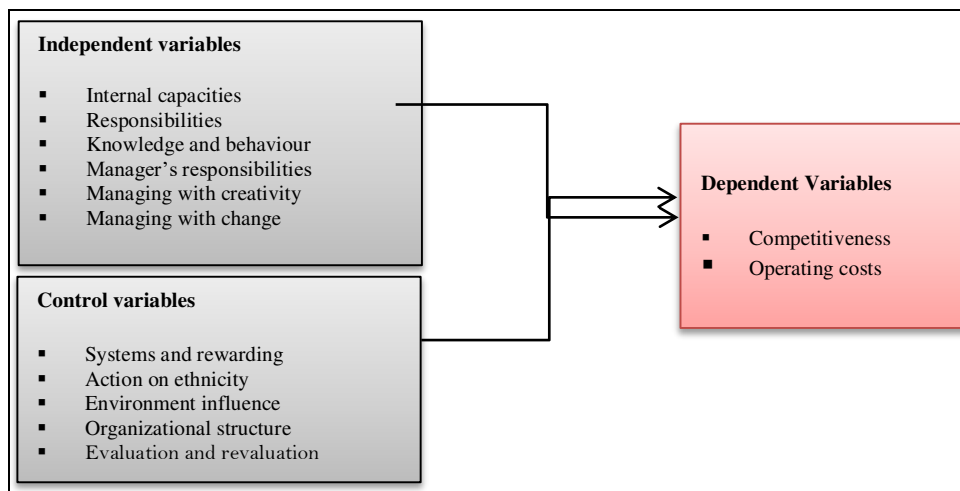 Independent variables
▪ Internal capacities
▪ Responsibilities
▪ Knowledge and behaviour
▪ Manager’s responsibilities
▪ Managing with creativity
▪ Managing with change
Control variables
▪ Systems and rewarding
▪ Action on ethnicity
▪ Environment influence
▪ Organizational structure
▪ Evaluation and revaluation
Dependent Variables
▪ Competitiveness
▪ Operating costs